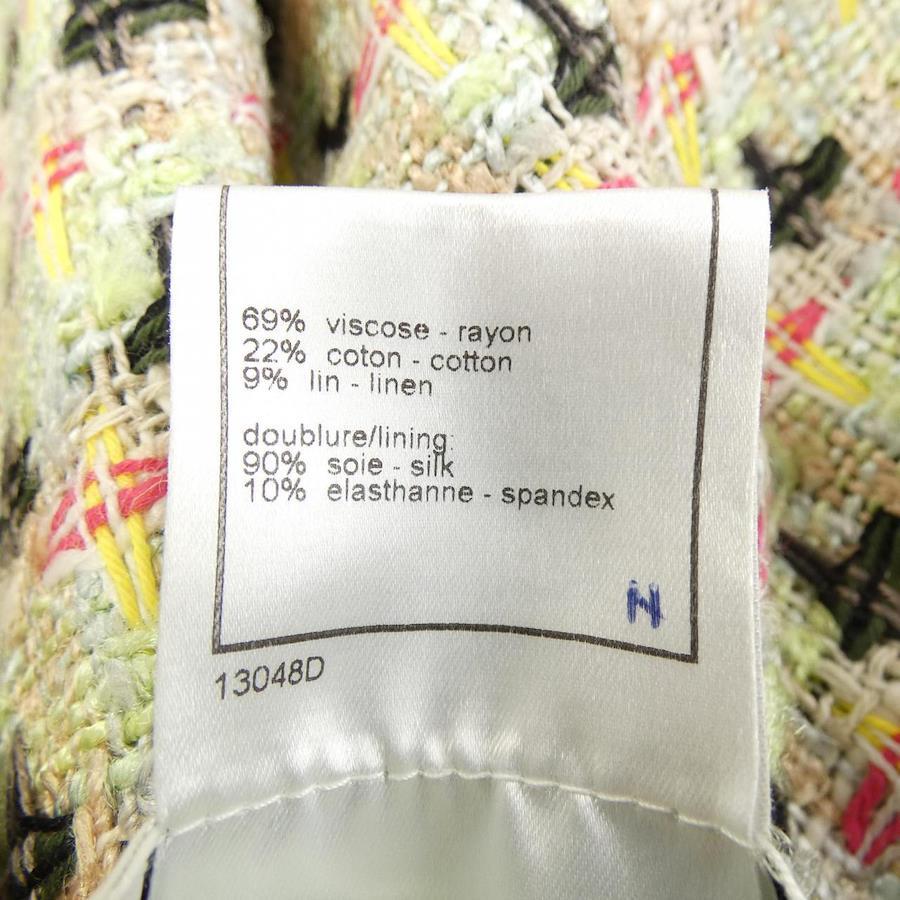 69% viscose - rayon
22% coton - cotton
9% lin - linen
doublure/lining:
90% soie - silk
10% elasthanne - spandex
N
13048D